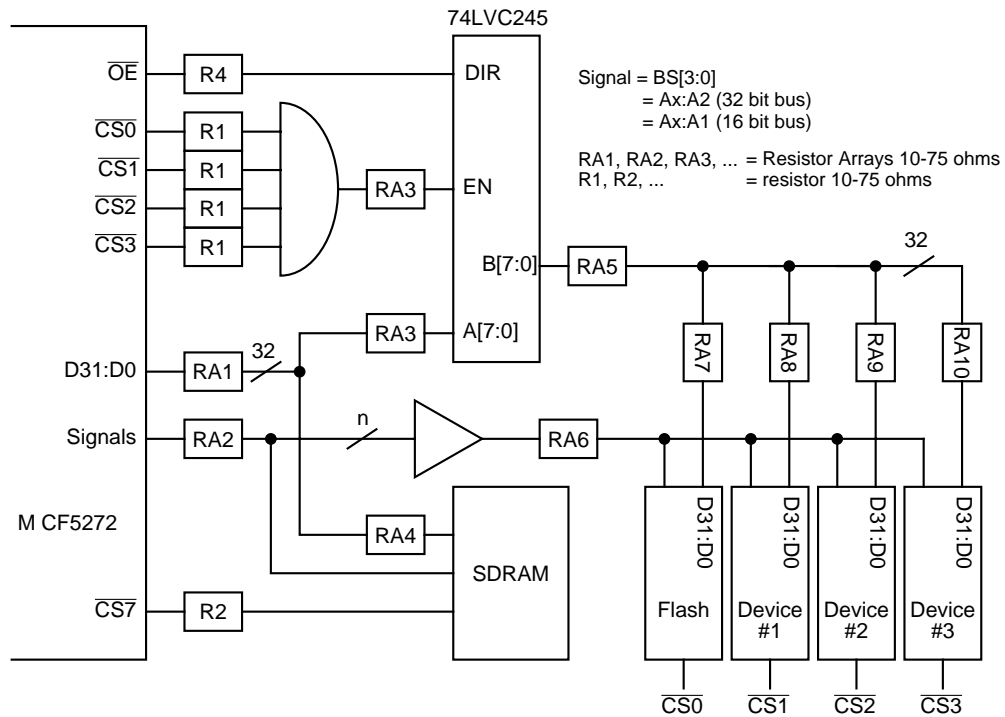 74LVC245
OE
R4
DIR
Signal = BS[3:0]
= Ax:A2 (32 bit bus)
= Ax:A1 (16 bit bus)
CS0
R1
CS1
R1
RA1, RA2, RA3, ... = Resistor Arrays 10-75 ohms
R1, R2, ... = resistor 10-75 ohms
CS2
R1
RA3
EN
CS3
R1
B[7:0]
RA5
32
RA3
A[7:0]
RA7
RA8
RA9
RA10
D31:D0
RA1
32
Signals
RA2
n
RA6
M CF5272
RA4
SDRAM
D31:D0
D31:D0
D31:D0
D31:D0
CS7
R2
Flash
Device
#1
Device
#2
Device
#3
CS0
CS1
CS2
CS3